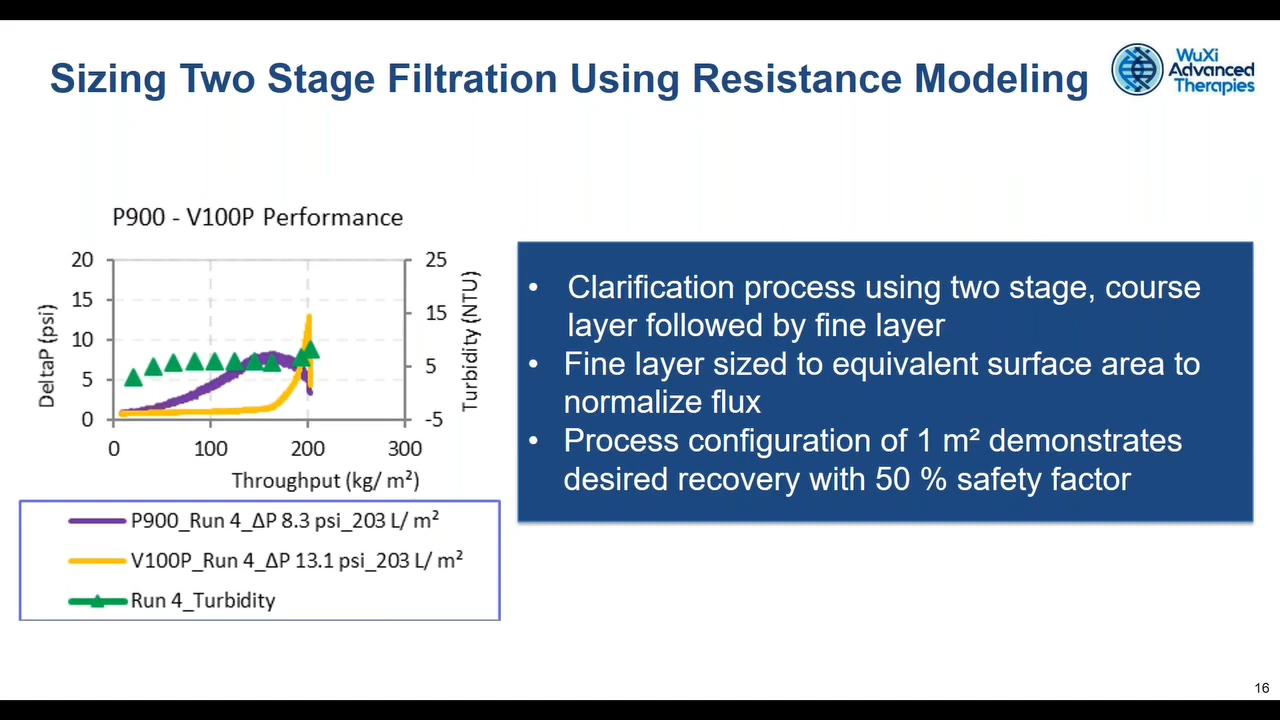 Sizing Two Stage Filtration Using Resistance Modeling
WuXi
Advanced
Therapies
P900 - V100P Performance
20
15
10
5
0
DeltaP (psi)
25
15
5
-5
Turbidity (NTU)
0 100 200 300
Throughput (kg/ m²)
P900_Run 4_ΔP 8.3 psi_203 L/ m²
V100P_Run 4_ΔP 13.1 psi_203 L/ m²
Run 4_Turbidity
• Clarification process using two stage, course
layer followed by fine layer
• Fine layer sized to equivalent surface area to
normalize flux
• Process configuration of 1 m² demonstrates
desired recovery with 50 % safety factor
16